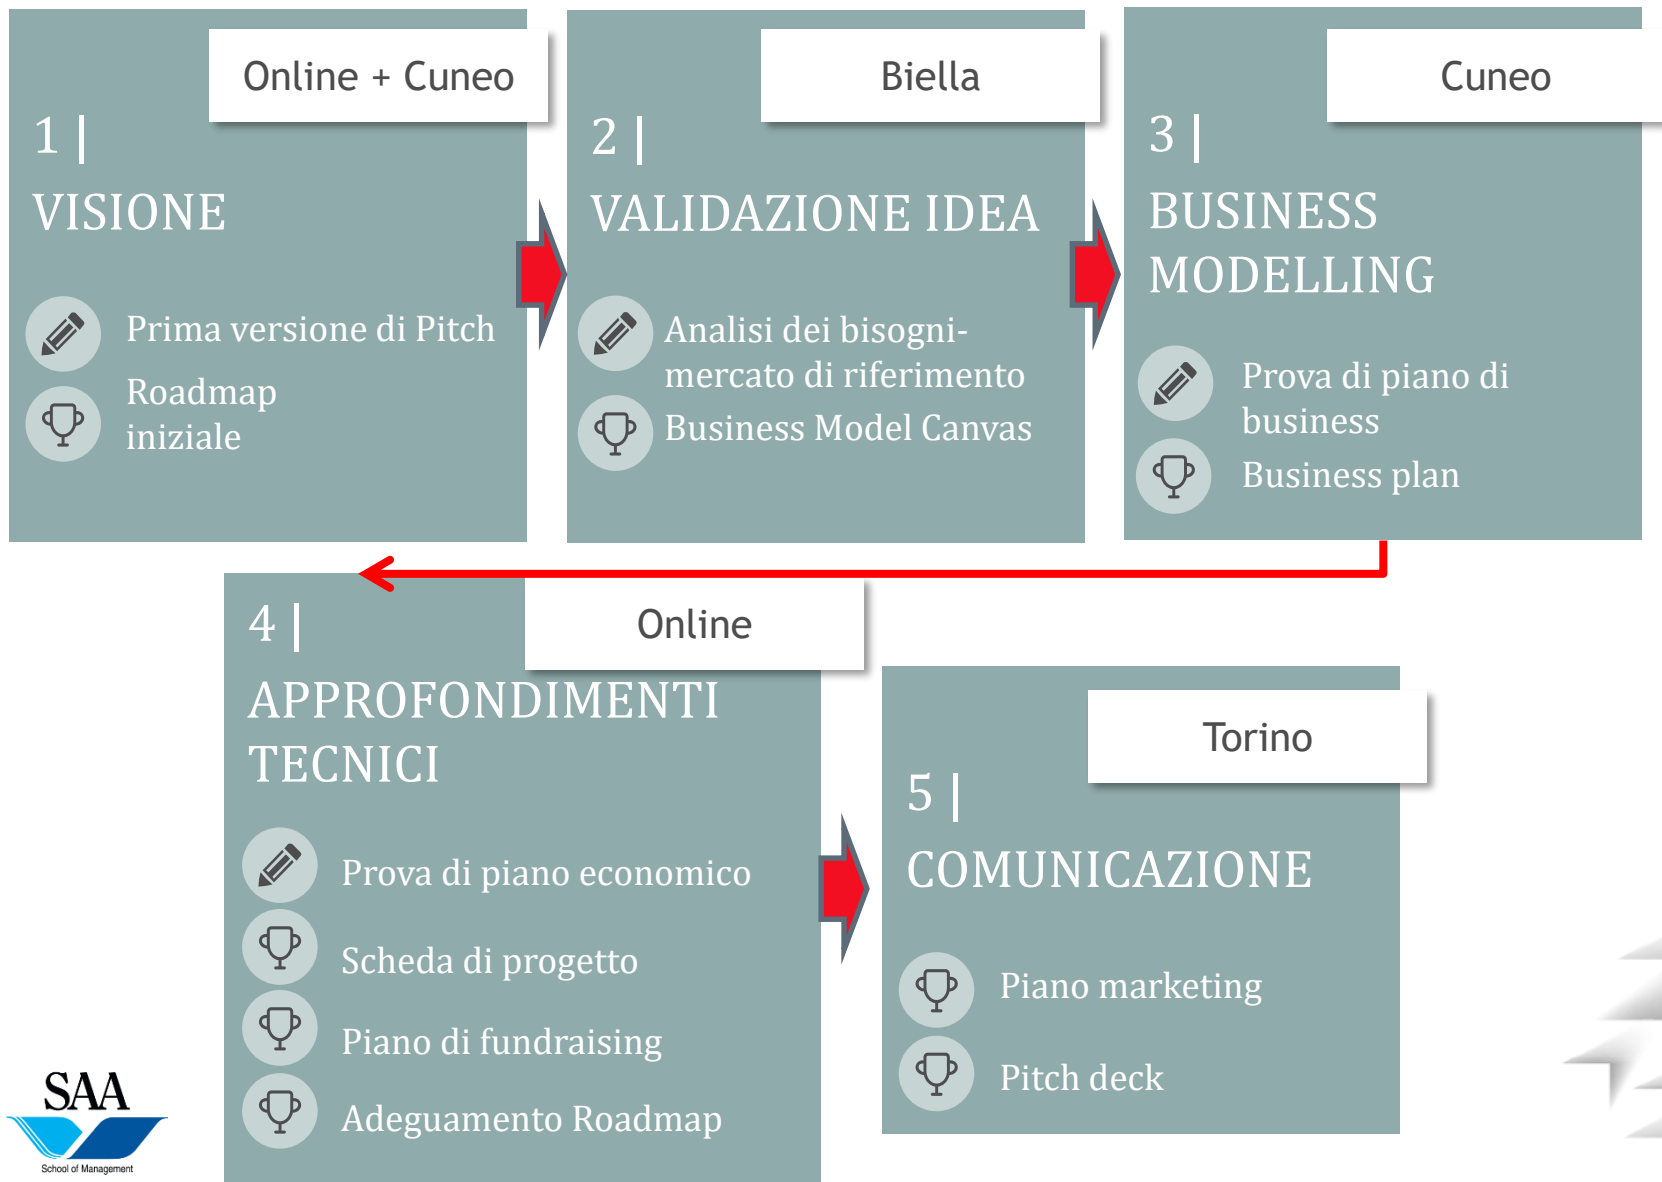 Online + Cuneo
1 |
VISIONE
Prima versione di Pitch
Roadmap
iniziale
Biella
2 |
VALIDAZIONE IDEA
Analisi dei bisogni-
mercato di riferimento
Business Model Canvas
Cuneo
3 |
BUSINESS
MODELLING
Prova di piano di
business
Business plan
Online
4 |
APPROFONDIMENTI
TECNICI
Prova di piano economico
Scheda di progetto
Piano di fundraising
Adeguamento Roadmap
Torino
5 |
COMUNICAZIONE
Piano marketing
Pitch deck
SAA
School of Management